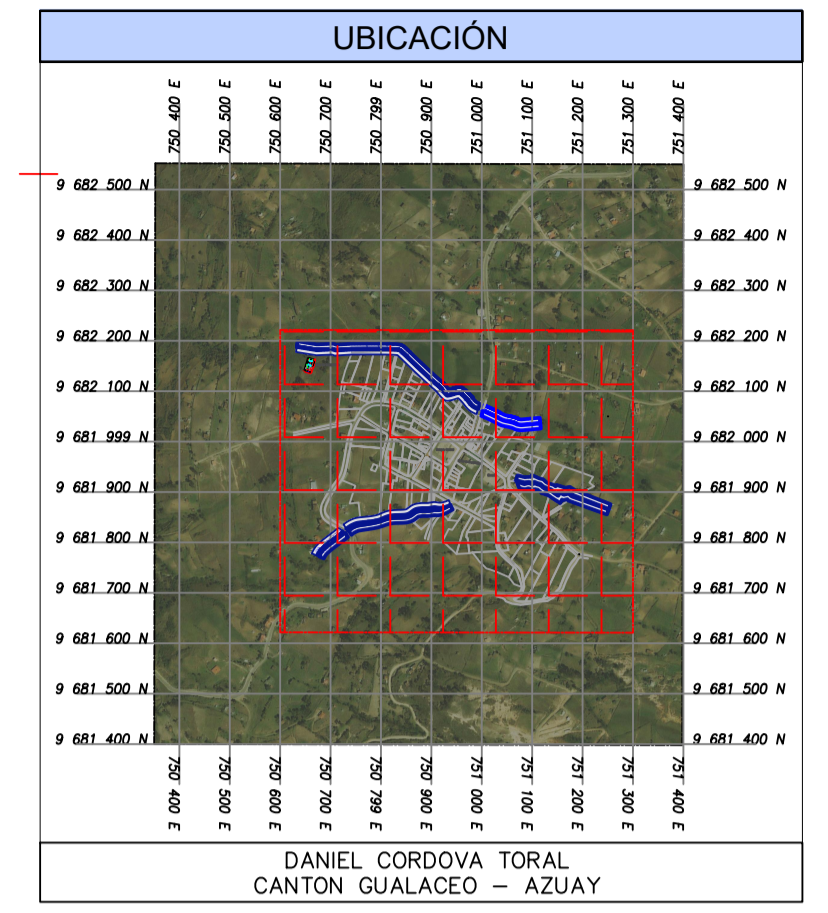 UBICACIÓN
750 400 E
750 500 E
750 600 E
750 700 E
750 799 E
750 900 E
751 000 E
751 100 E
751 200 E
751 300 E
751 400 E
9 682 500 N 9 682 500 N
9 682 400 N 9 682 400 N
9 682 300 N 9 682 300 N
9 682 200 N 9 682 200 N
9 682 100 N 9 682 100 N
9 681 999 N 9 682 000 N
9 681 900 N 9 681 900 N
9 681 800 N 9 681 800 N
9 681 700 N 9 681 700 N
9 681 600 N 9 681 600 N
9 681 500 N 9 681 500 N
9 681 400 N 9 681 400 N
750 400 E
750 500 E
750 600 E
750 700 E
750 799 E
750 900 E
751 000 E
751 100 E
751 200 E
751 300 E
751 400 E
DANIEL CORDOVA TORAL
CANTON GUALACEO – AZUAY